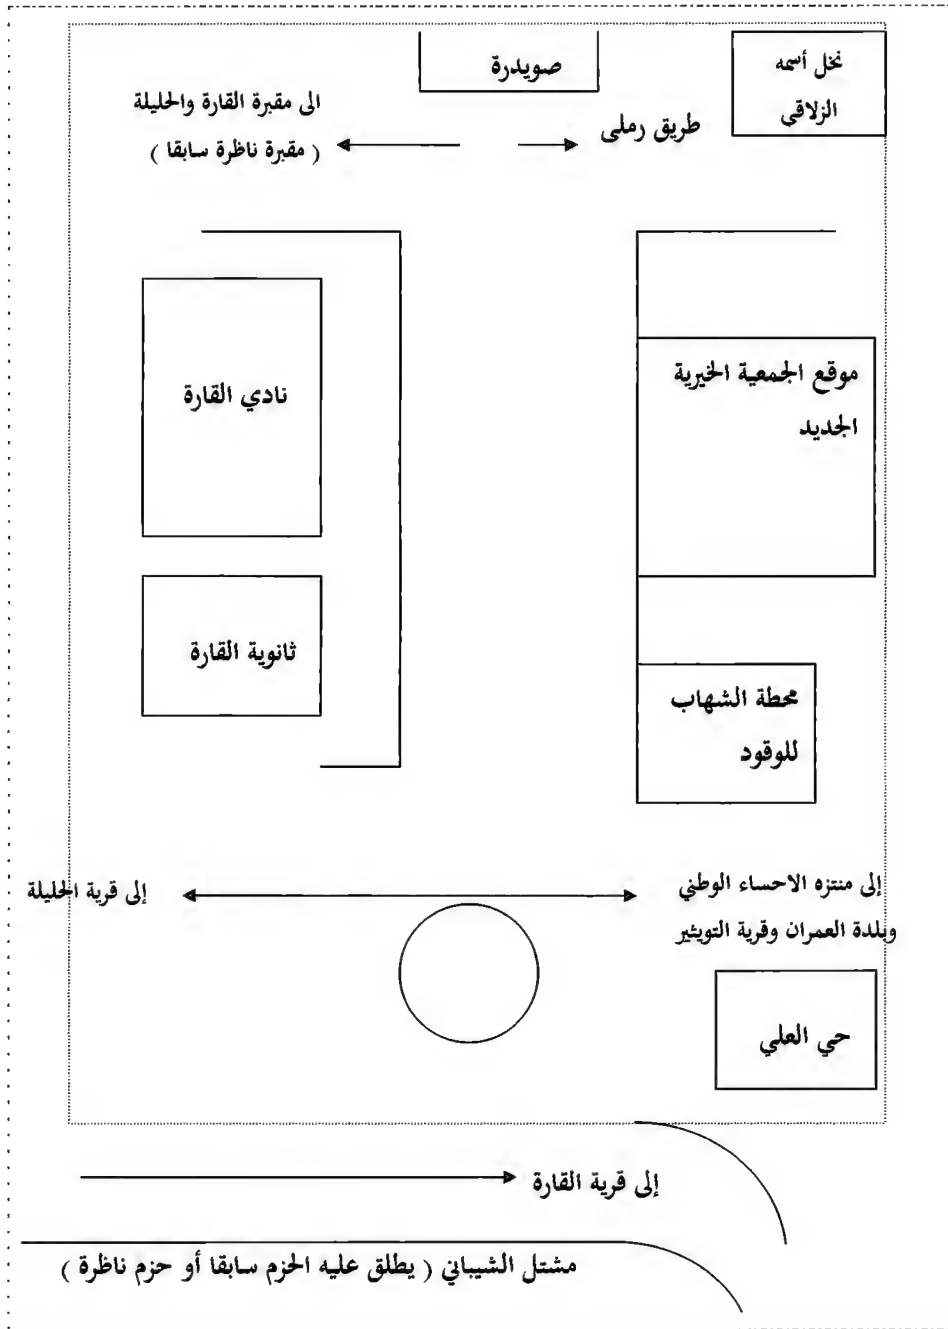 صويدرة
نخل أسمه
الزلاقي
الى مقبرة القارة والحليلة
( مقبرة ناظرة سابقا )
طريق رملى
نادي القارة
موقع الجمعية الخيرية
الجديد
ثانوية القارة
محطة الشهاب
للوقود
إلى منتزه الاحساء الوطني
وبلدة العمران وقرية التويثير
إلى قرية الحليلة
حي العلي
إلى قرية القارة
مشتل الشيباني ( يطلق عليه الحزم سابقا أو حزم ناظرة )